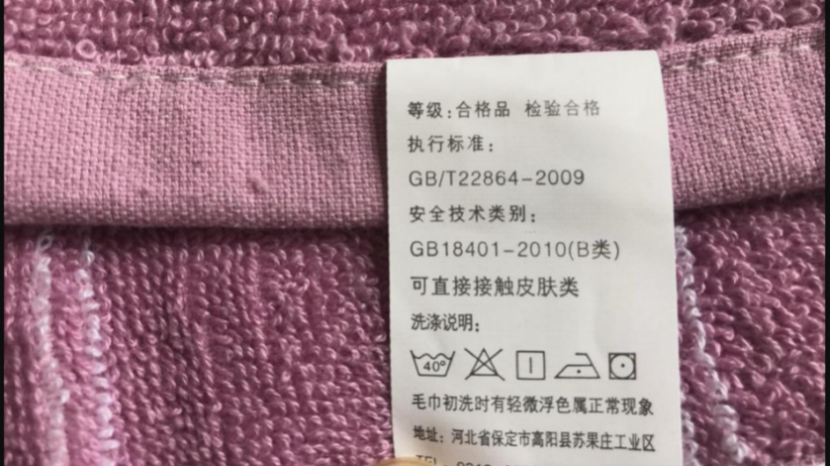 等级:合格品 检验合格
执行标准:
GB/T22864-2009
安全技术类别:
GB18401-2010(B类)
可直接接触皮肤类
洗涤说明:
40°
毛巾初洗时有轻微浮色属正常现象
地址: 河北省保定市高阳县苏果庄工业区